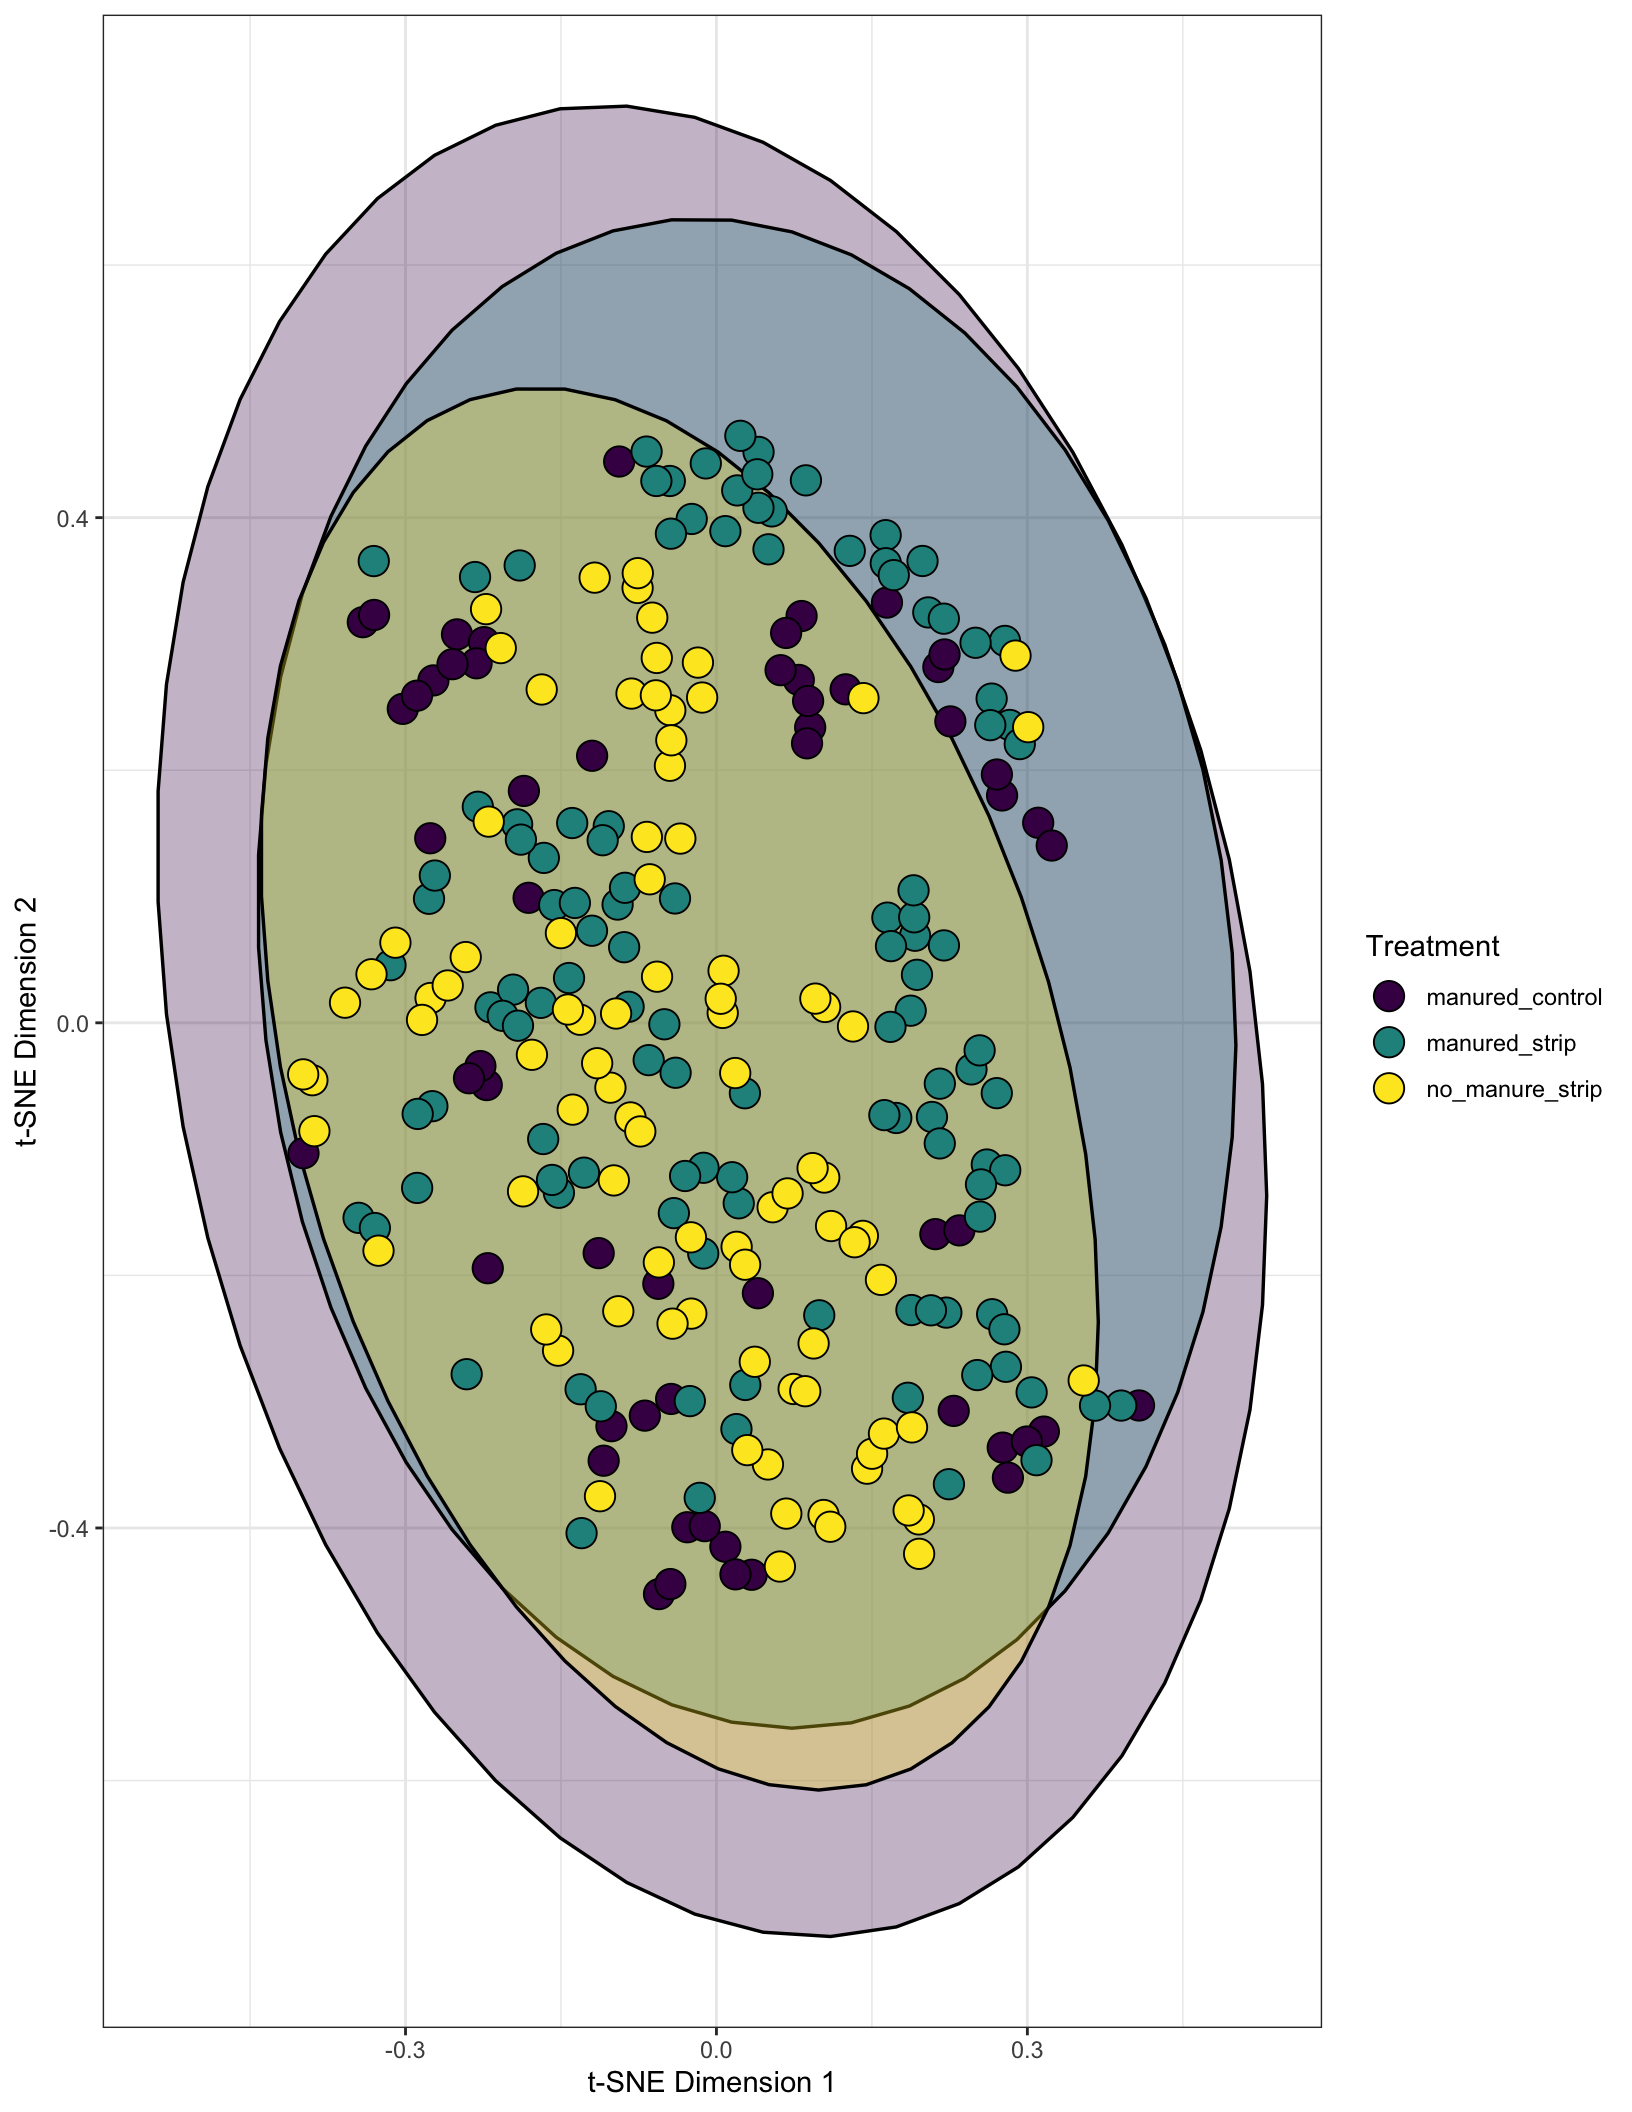 t-SNE Dimension 2
0.4
0.0
-0.4
-0.3
0.0
0.3
t-SNE Dimension 1
Treatment
manured_control
manured_strip
no_manure_strip